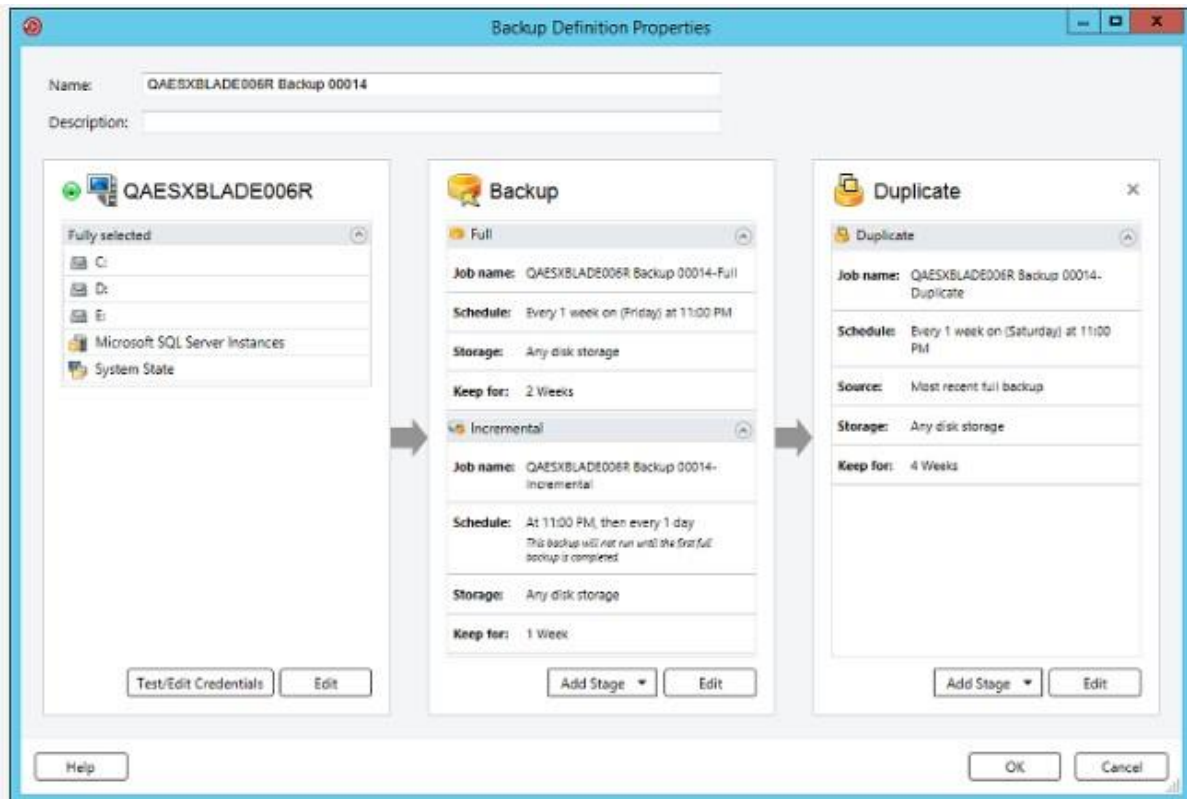 Backup Definition Properties
Name: QAESXBLADE006R Backup 00014
Description:
QAESXBLADE006R
Fully selected
C:
D:
E:
Microsoft SQL Server Instances
System State
Test/Edit Credentials Edit
Backup
Full
Job name: QAESXBLADE006R Backup 00014-Full
Schedule: Every 1 week on (Friday) at 11:00 PM
Storage: Any disk storage
Keep for: 2 Weeks
Incremental
Job name: QAESXBLADE006R Backup 00014-
Incremental
Schedule: At 11:00 PM, then every 1 day
This backup will not run until the first full
backup is completed.
Storage: Any disk storage
Keep for: 1 Week
Add Stage Edit
Duplicate
Duplicate
Job name: QAESXBLADE006R Backup 00014-
Duplicate
Schedule: Every 1 week on (Saturday) at 11:00
PM
Source: Most recent full backup
Storage: Any disk storage
Keep for: 4 Weeks
Add Stage Edit
Help OK Cancel